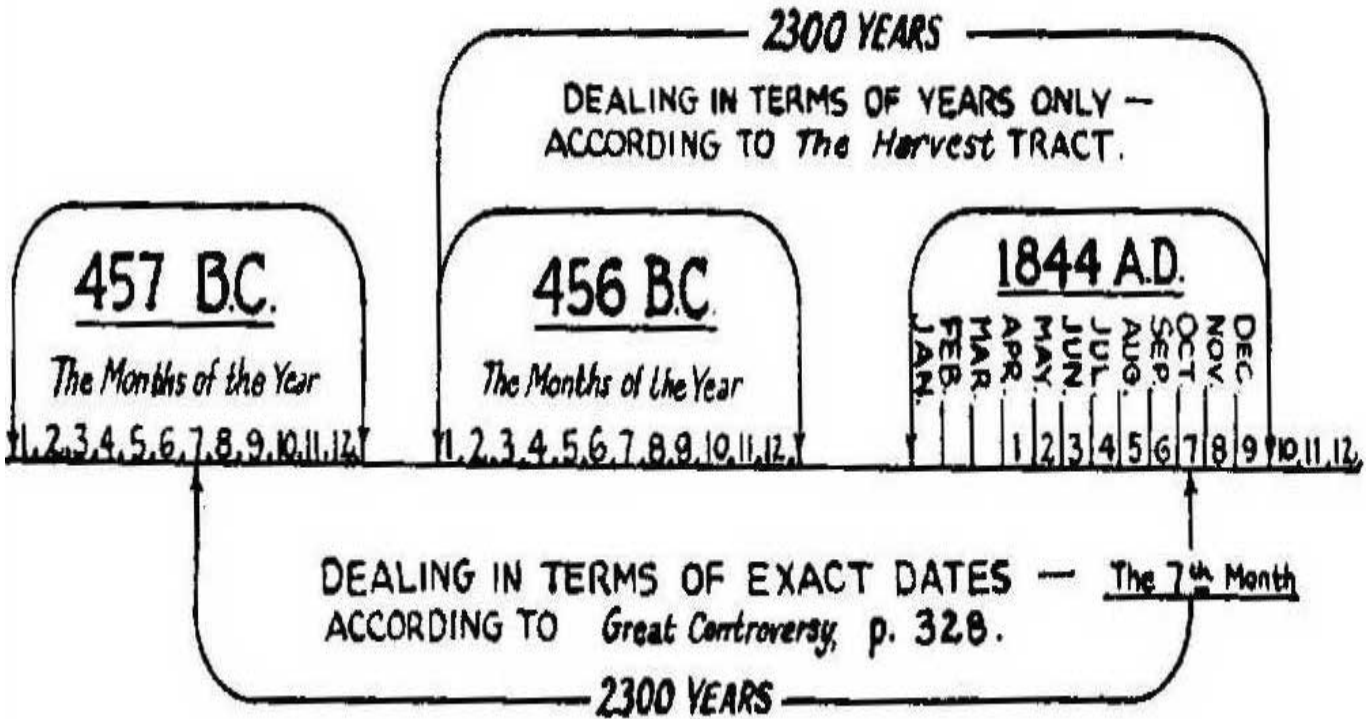 2300 YEARS
DEALING IN TERMS OF YEARS ONLY —
ACCORDING TO The Harvest TRACT.
457 B.C.
The Months of the Year
1. 2. 3. 4. 5. 6. 7. 8. 9. 10. 11. 12.
456 B.C.
The Months of the Year
1. 2. 3. 4. 5. 6. 7. 8. 9. 10. 11. 12.
1844 A.D.
JAN. FEB. MAR. APR. MAY. JUN. JUL. AUG. SEP. OCT. NOV. DEC.
1 2 3 4 5 6 7 8 9 10. 11. 12.
DEALING IN TERMS OF EXACT DATES — The 7th Month
ACCORDING TO Great Controversy, p. 328.
2300 YEARS